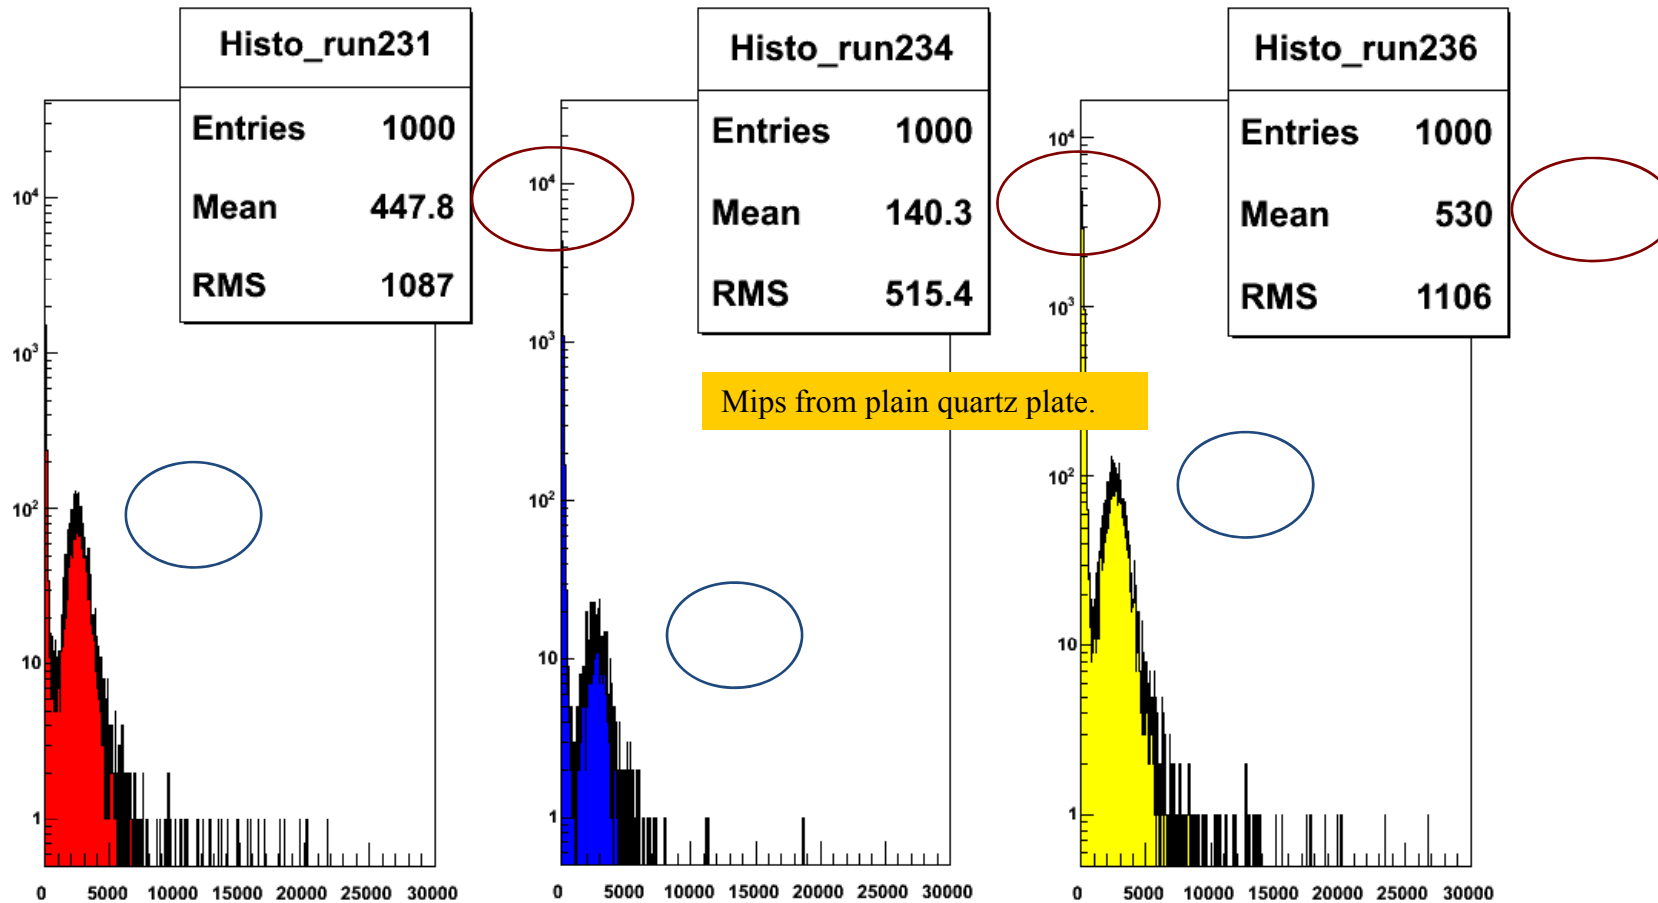 Histo_run231
Entries 1000
Mean 447.8
RMS 1087
10⁴
10³
10²
10
1
0 5000 10000 15000 20000 25000 30000
Histo_run234
Entries 1000
Mean 140.3
RMS 515.4
10⁴
10³
10²
10
1
0 5000 10000 15000 20000 25000 30000
Histo_run236
Entries 1000
Mean 530
RMS 1106
10⁴
10³
10²
10
1
0 5000 10000 15000 20000 25000 30000
Mips from plain quartz plate.